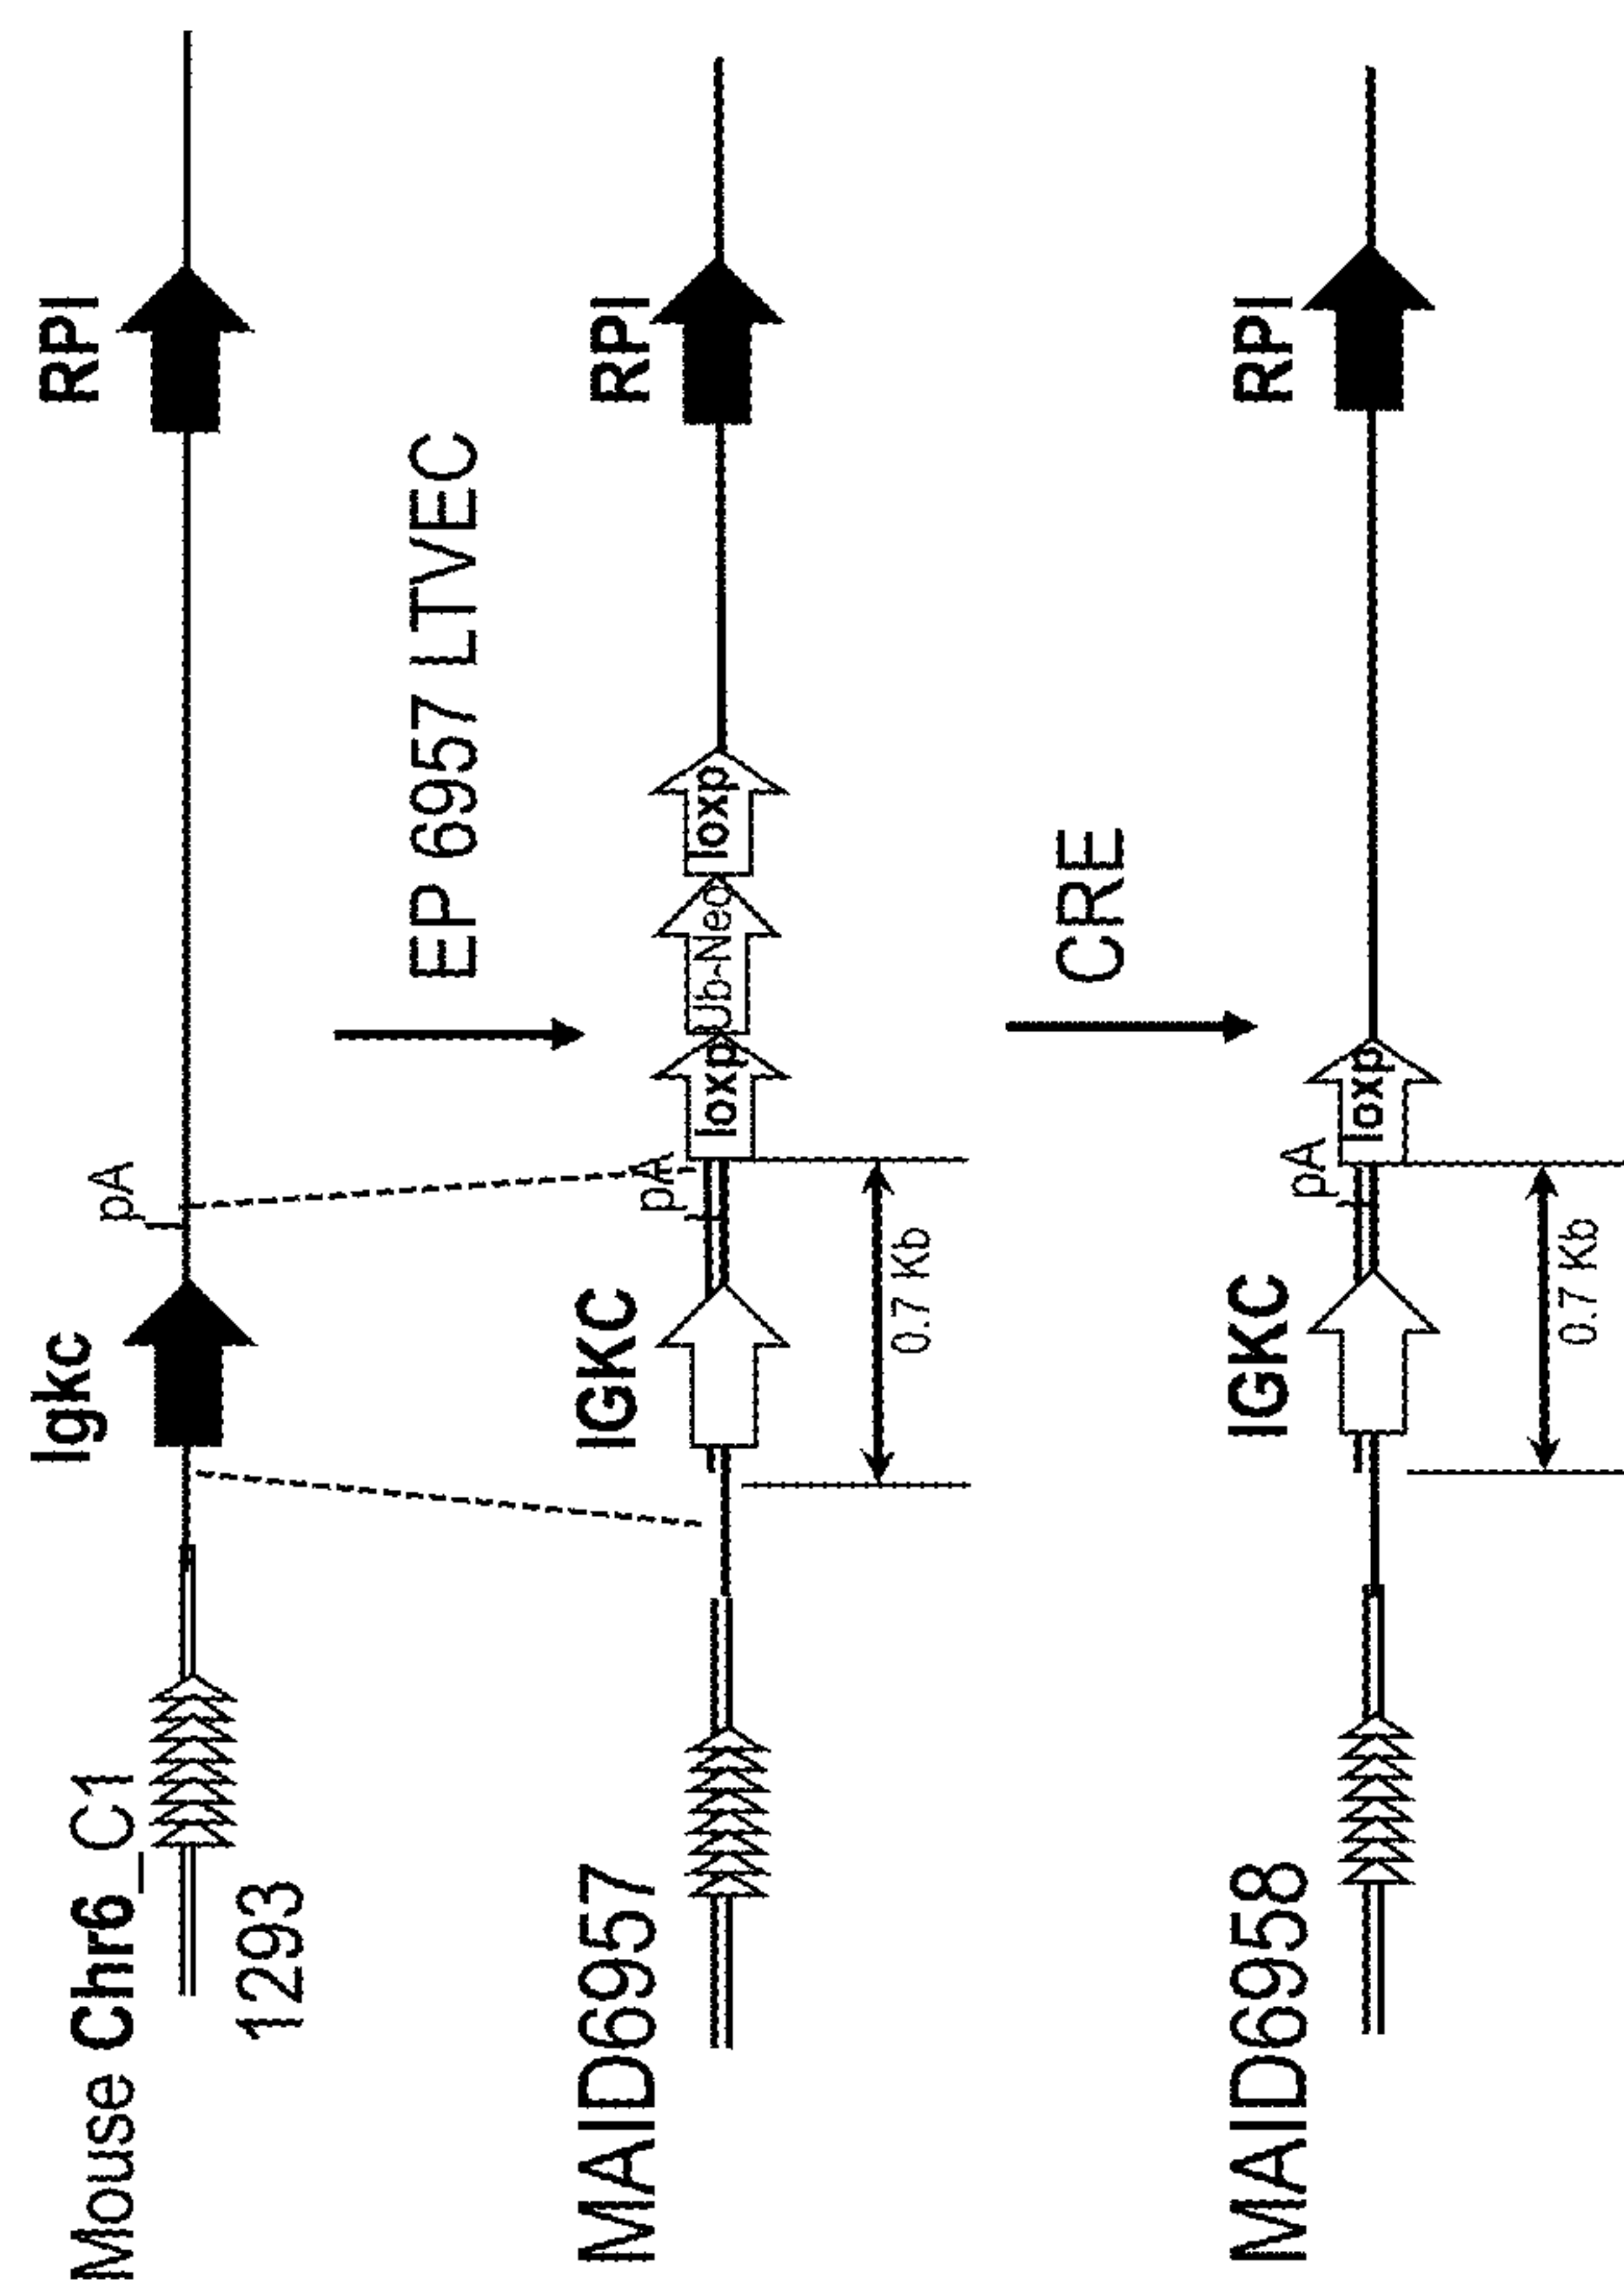 Mouse Chr6_C1
1293
Igkc
pA
RPI
EP 6957 LTVEC
MAID6957
IGKC
pA
loxp
Ub-Neo
loxp
RPI
0.7 Kb
CRE
MAID6958
IGKC
pA
loxp
RPI
0.7 Kb